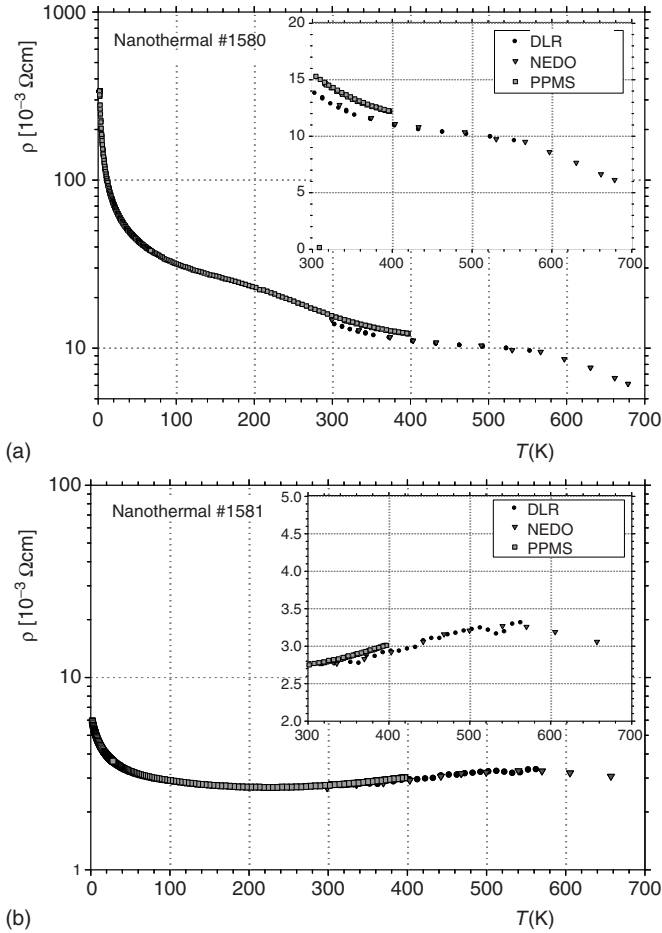 1000
Nanothermal #1580
100
10
ρ [10⁻³ Ωcm]
20
15
10
5
0
300 400 500 600 700
DLR
NEDO
PPMS
0 100 200 300 400 500 600 700
(a)
T(K)
100
Nanothermal #1581
10
1
ρ [10⁻³ Ωcm]
5.0
4.5
4.0
3.5
3.0
2.5
2.0
300 400 500 600 700
DLR
NEDO
PPMS
0 100 200 300 400 500 600 700
(b)
T(K)